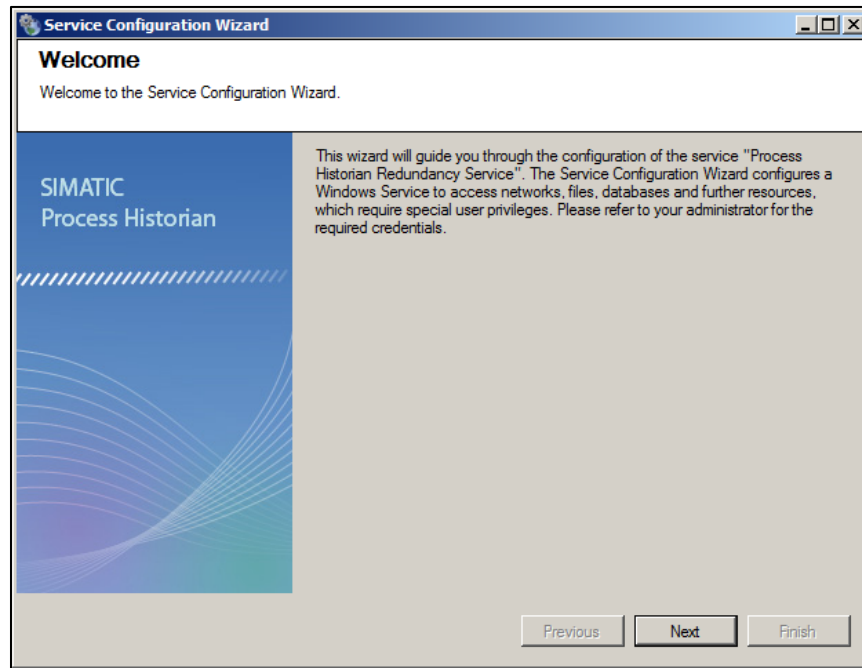 Service Configuration Wizard
Welcome
Welcome to the Service Configuration Wizard.
SIMATIC
Process Historian
This wizard will guide you through the configuration of the service "Process
Historian Redundancy Service". The Service Configuration Wizard configures a
Windows Service to access networks, files, databases and further resources,
which require special user privileges. Please refer to your administrator for the
required credentials.
Previous
Next
Finish